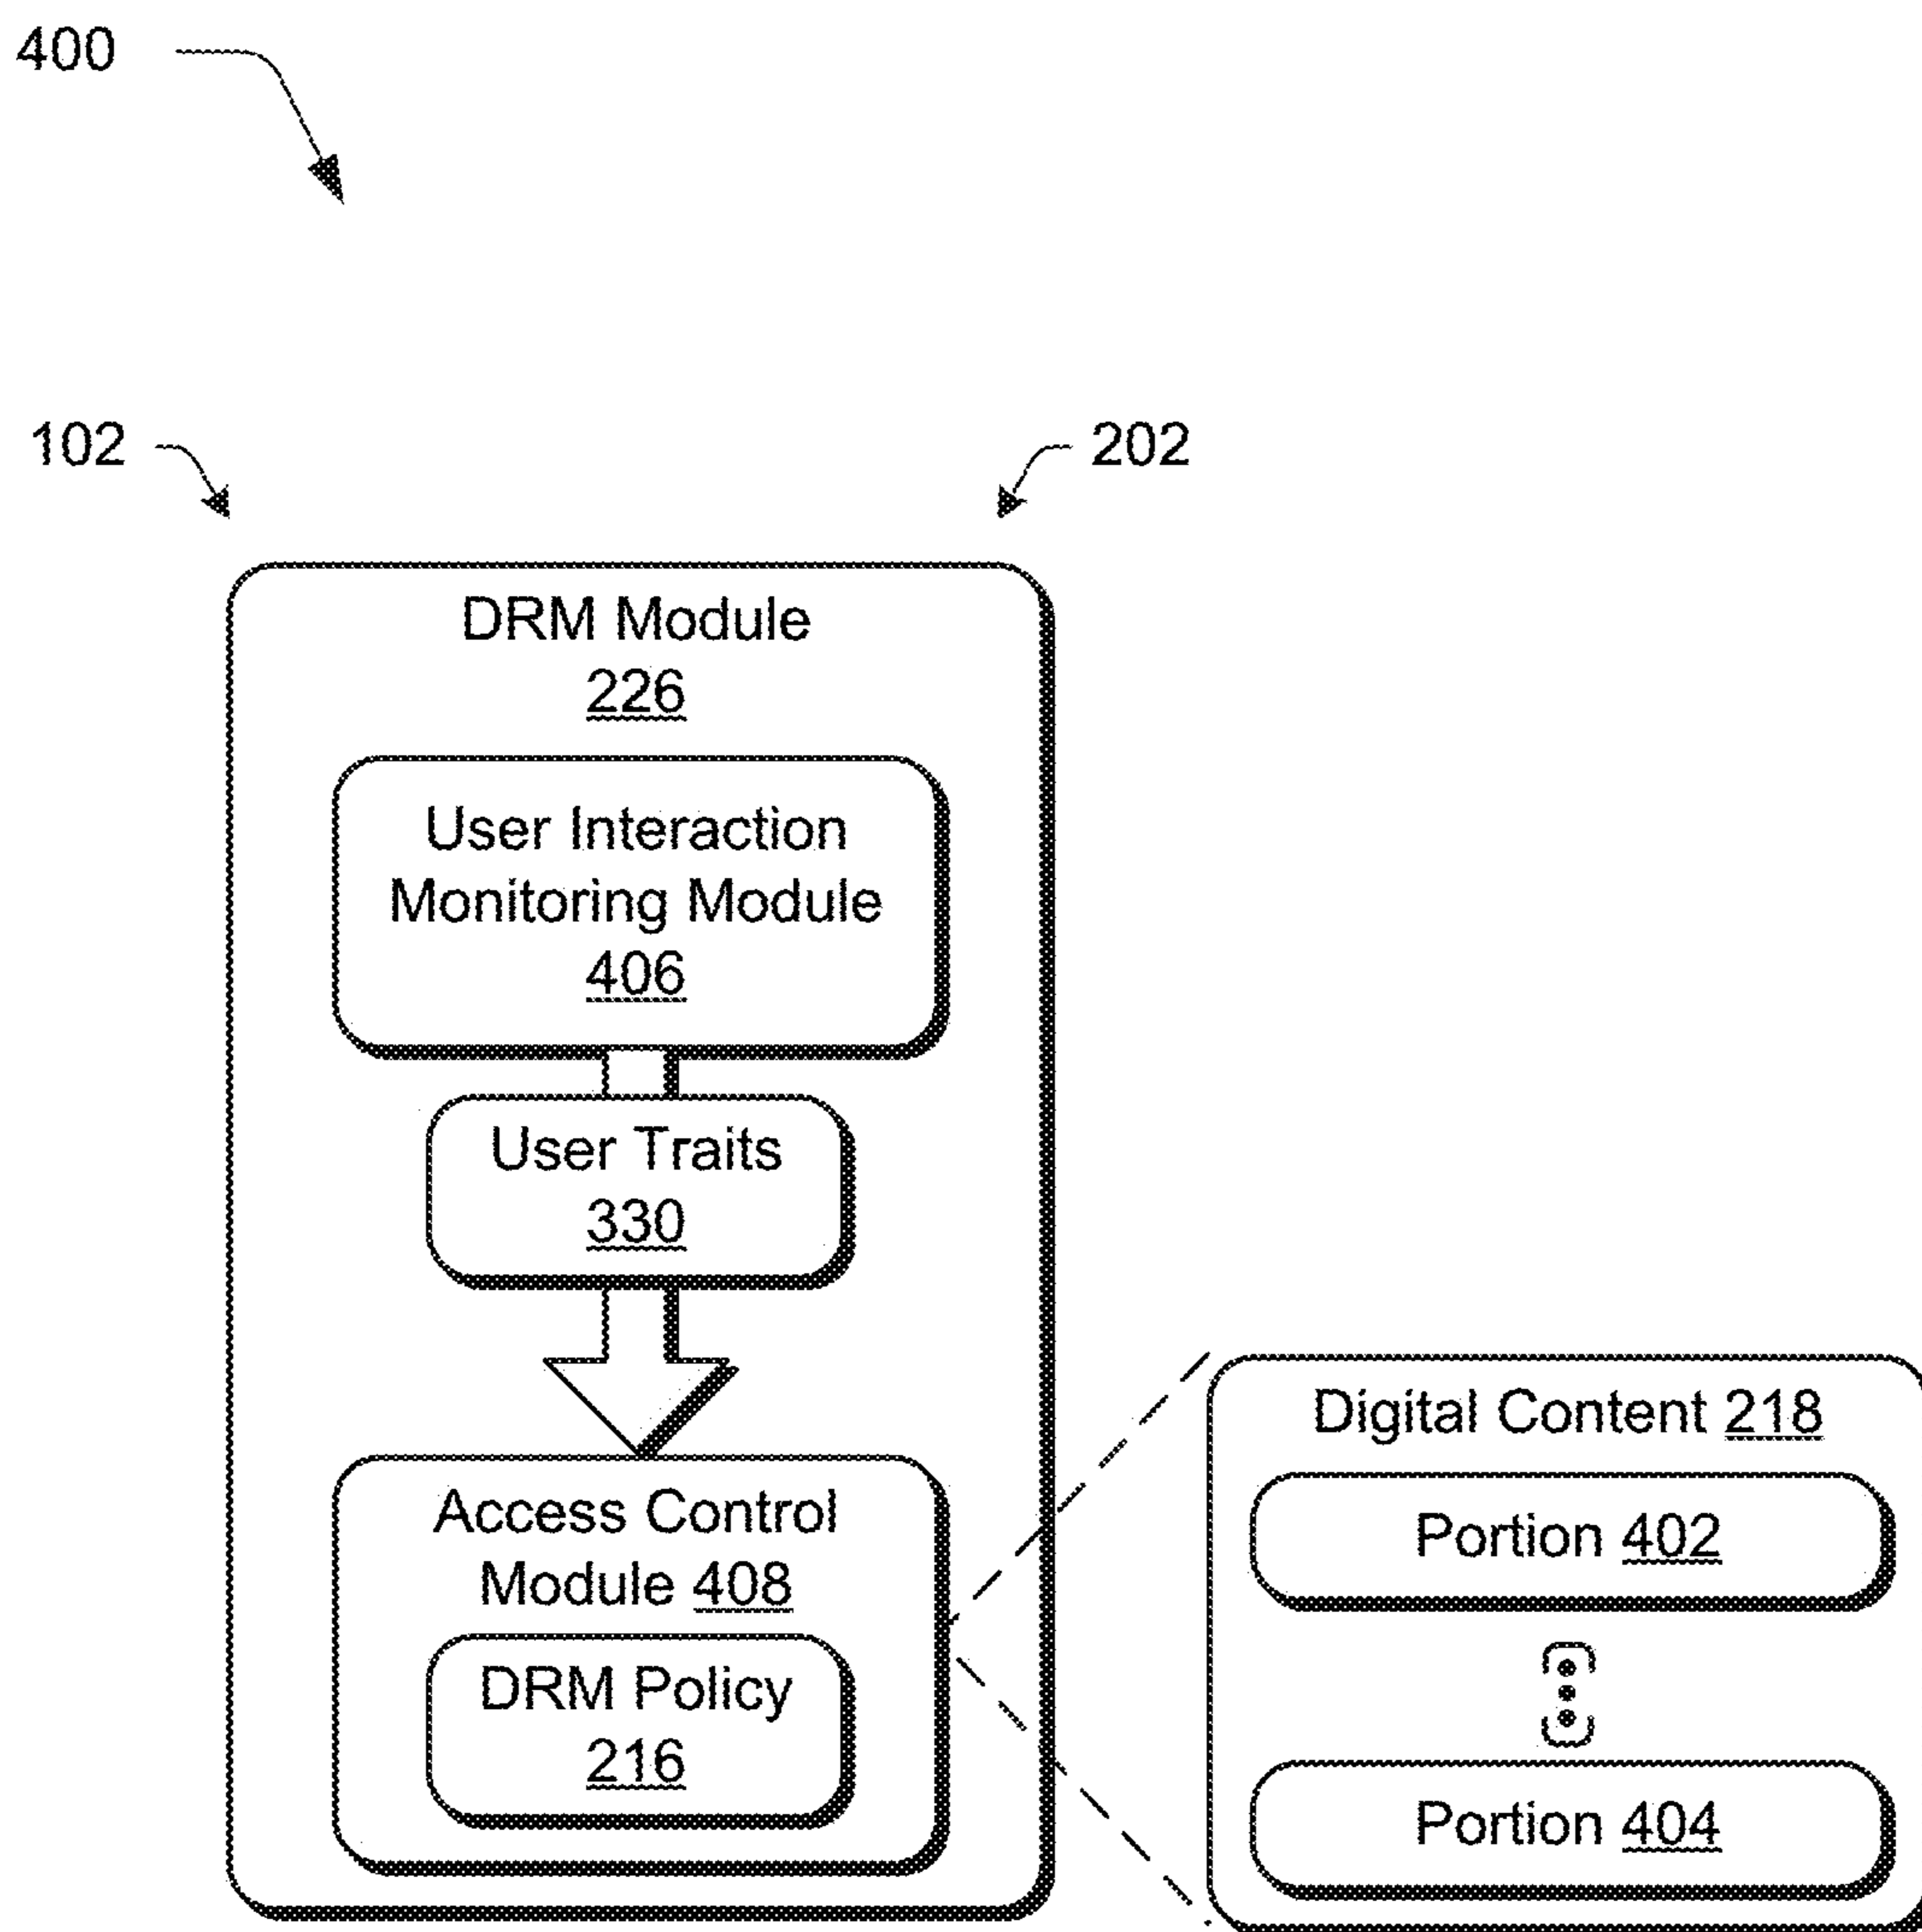 400
102
202
DRM Module
226
User Interaction
Monitoring Module
406
User Traits
330
Access Control
Module 408
DRM Policy
216
Digital Content 218
Portion 402
Portion 404